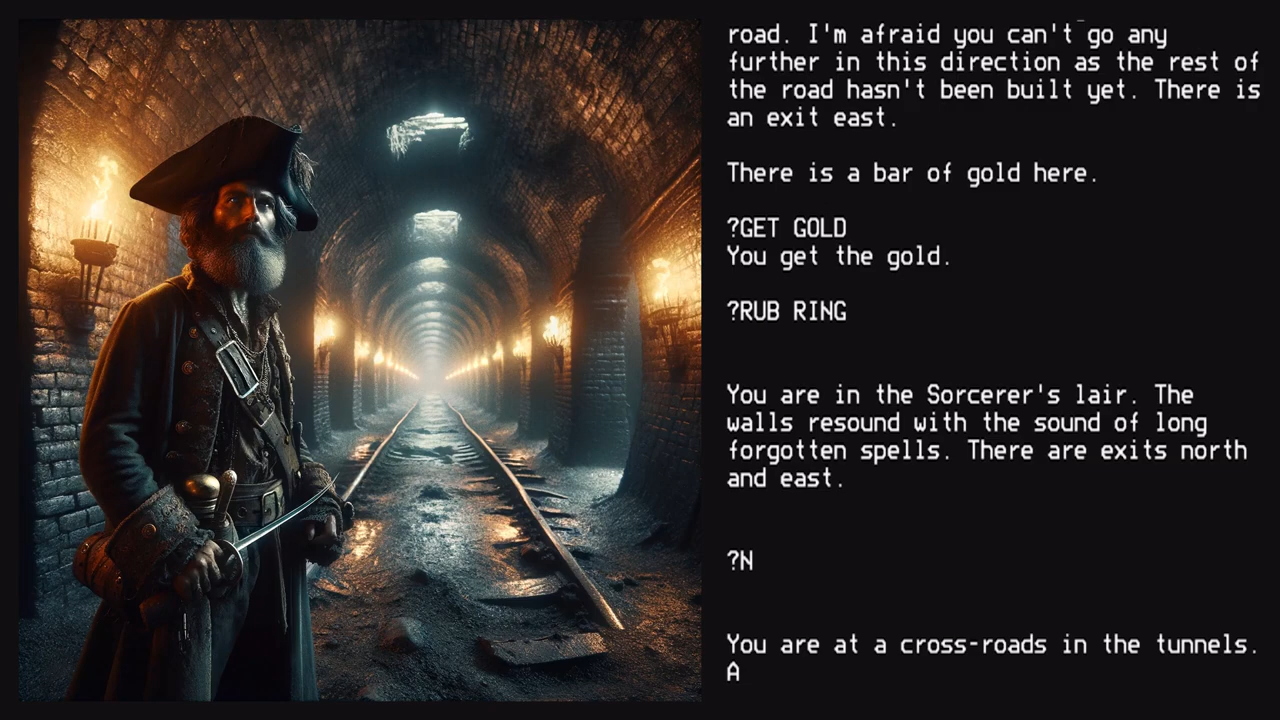 road. I'm afraid you can't go any
further in this direction as the rest of
the road hasn't been built yet. There is
an exit east.
There is a bar of gold here.
?GET GOLD
You get the gold.
?RUB RING
You are in the Sorcerer's lair. The
walls resound with the sound of long
forgotten spells. There are exits north
and east.
?N
You are at a cross-roads in the tunnels.
A